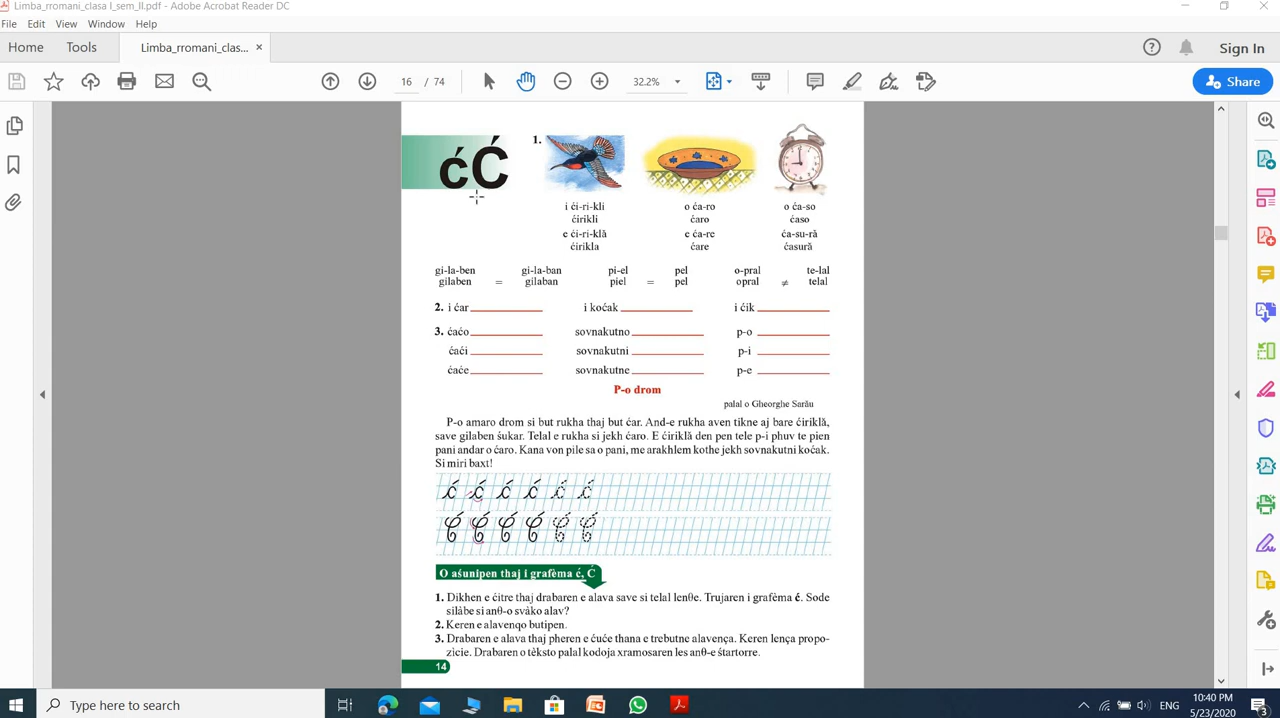 Limba_rromani_clasa I_sem_II.pdf - Adobe Acrobat Reader DC
File Edit View Window Help
Home Tools Limba_rromani_clas... × Sign In
16 / 74 32.2% Share
ćĆ
1.
i ći-ri-kli o ća-ro o ća-so
ćirikli ćaro ćaso
e ći-ri-klă e ća-re ća-su-ră
ćirikla ćare ćasură
gi-la-ben gi-la-ban pi-el pel o-pral te-lal
gilaben = gilaban piel = pel opral ≠ telal
2. i ćar i koćak i ćik
3. ćaćo sovnakutno p-o
ćaći sovnakutni p-i
ćaće sovnakutne p-e
P-o drom
palal o Gheorghe Sarău
P-o amaro drom si but rukha thaj but ćar. And-e rukha aven tikne aj bare ćiriklă,
save gilaben śukar. Telal e rukha si jekh ćaro. E ćiriklă den pen tele p-i phuv te pien
pani andar o ćaro. Kana von pile sa o pani, me arakhlem kothe jekh sovnakutni koćak.
Si miri baxt!
ć ć ć ć ć ć
Ć Ć Ć Ć Ć Ć
O aśunipen thaj i grafèma ć, Ć
1. Dikhen e ćitre thaj drabaren e alava save si telal lenθe. Trujaren i grafèma ć. Sode
silàbe si anθ-o svàko alav?
2. Keren e alavenqo butipen.
3. Drabaren e alava thaj pheren e ćuće thana e trebutne alavença. Keren lença propo-
zìcie. Drabaren o tèksto palal kodoja xramosaren les anθ-e śtartorre.
14
Type here to search
ENG
10:40 PM
5/23/2020
3